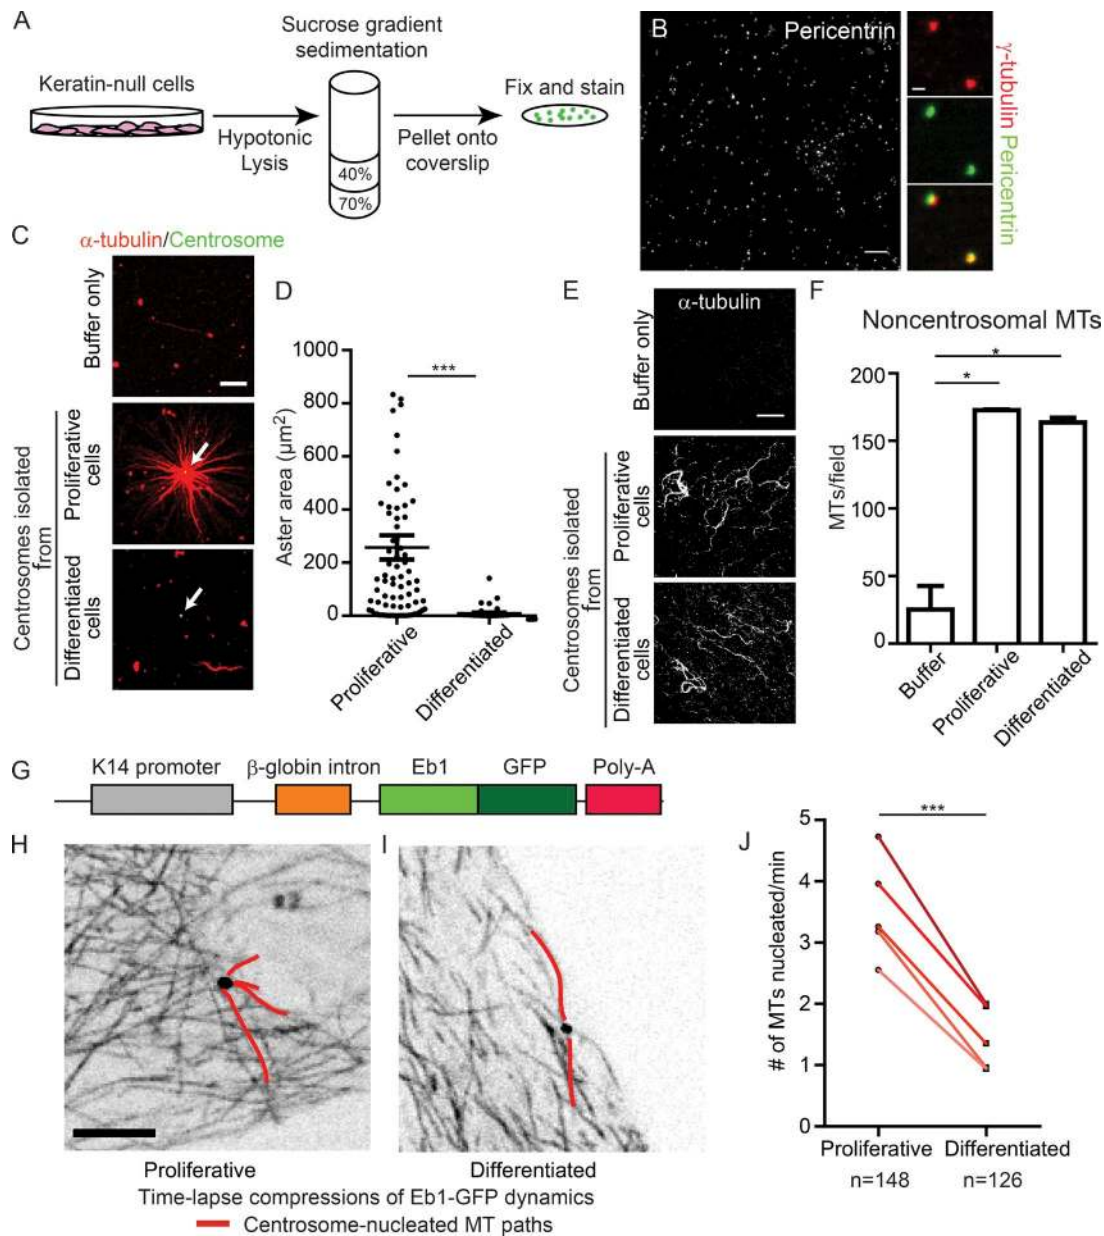 A
Keratin-null cells
Hypotonic
Lysis
Sucrose gradient
sedimentation
40%
70%
Pellet onto
coverslip
Fix and stain
B
Pericentrin
γ-tubulin Pericentrin
C
α-tubulin/Centrosome
Buffer only
Centrosomes isolated
from
Proliferative
cells
Differentiated
cells
D
Aster area (µm²)
1000
800
600
400
200
0
***
Proliferative
Differentiated
E
α-tubulin
Buffer only
Centrosomes isolated
from
Proliferative
cells
Differentiated
cells
F
Noncentrosomal MTs
MTs/field
200
150
50
0
*
*
Buffer
Proliferative
Differentiated
G
K14 promoter
β-globin intron
Eb1
GFP
Poly-A
H
Proliferative
I
Differentiated
Time-lapse compressions of Eb1-GFP dynamics
Centrosome-nucleated MT paths
J
# of MTs nucleated/min
5
4
3
2
1
0
***
Proliferative
n=148
Differentiated
n=126